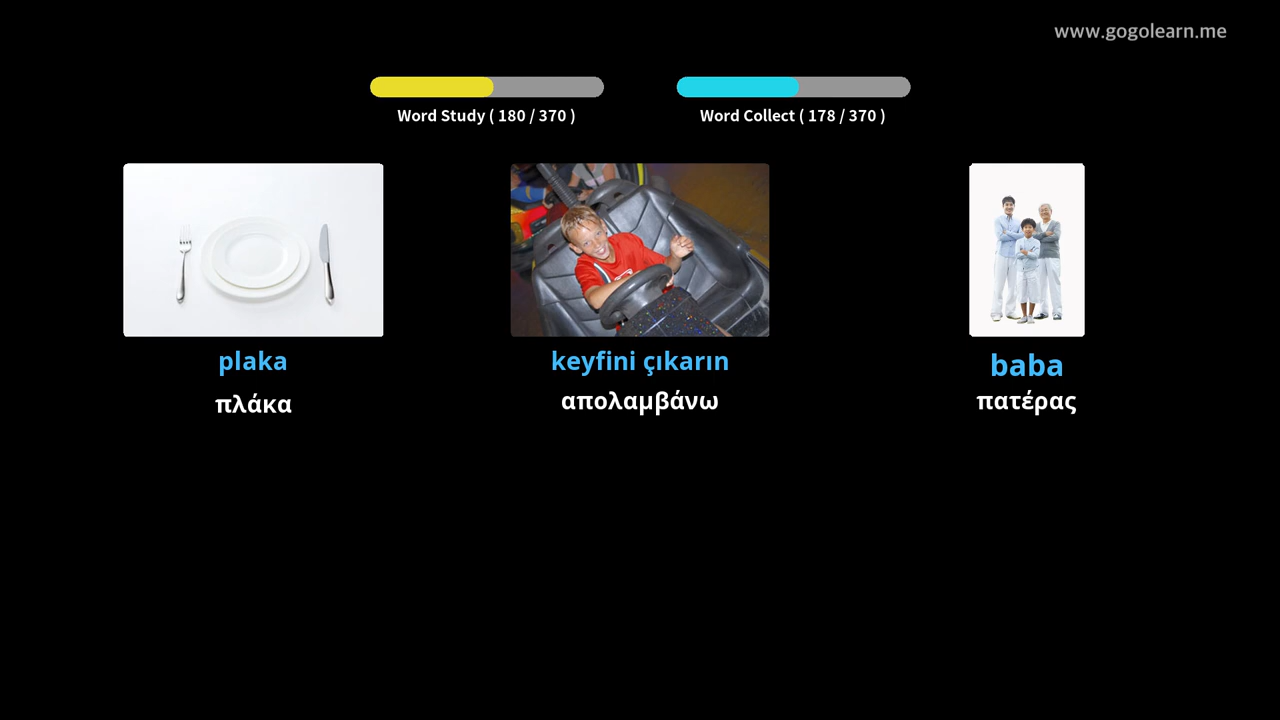 www.gogolearn.me
Word Study ( 180 / 370 )
Word Collect ( 178 / 370 )
plaka
πλάκα
keyfini çıkarın
απολαμβάνω
baba
πατέρας